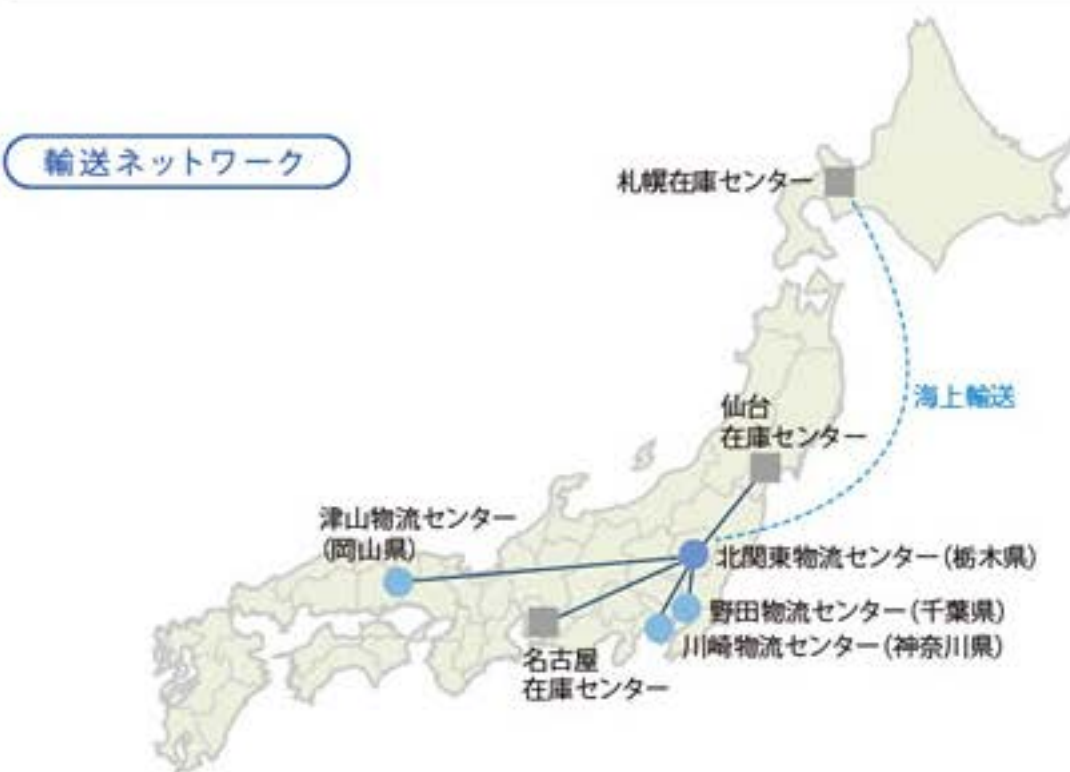 輸送ネットワーク
札幌在庫センター
海上輸送
仙台
在庫センター
津山物流センター
(岡山県)
北関東物流センター(栃木県)
野田物流センター(千葉県)
川崎物流センター(神奈川県)
名古屋
在庫センター